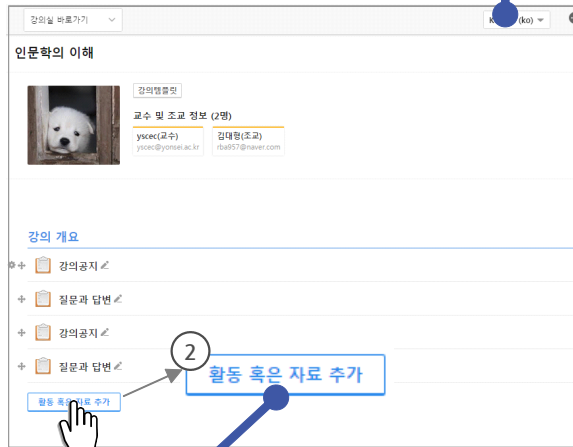 강의실 바로가기
(ko)
인문학의 이해
강의템플릿
교수 및 조교 정보 (2명)
yscec(교수)
yscec@yonsei.ac.kr
김대형(조교)
rba957@naver.com
강의 개요
강의공지
질문과 답변
강의공지
질문과 답변
2
활동 혹은 자료 추가
활동 혹은 자료 추가